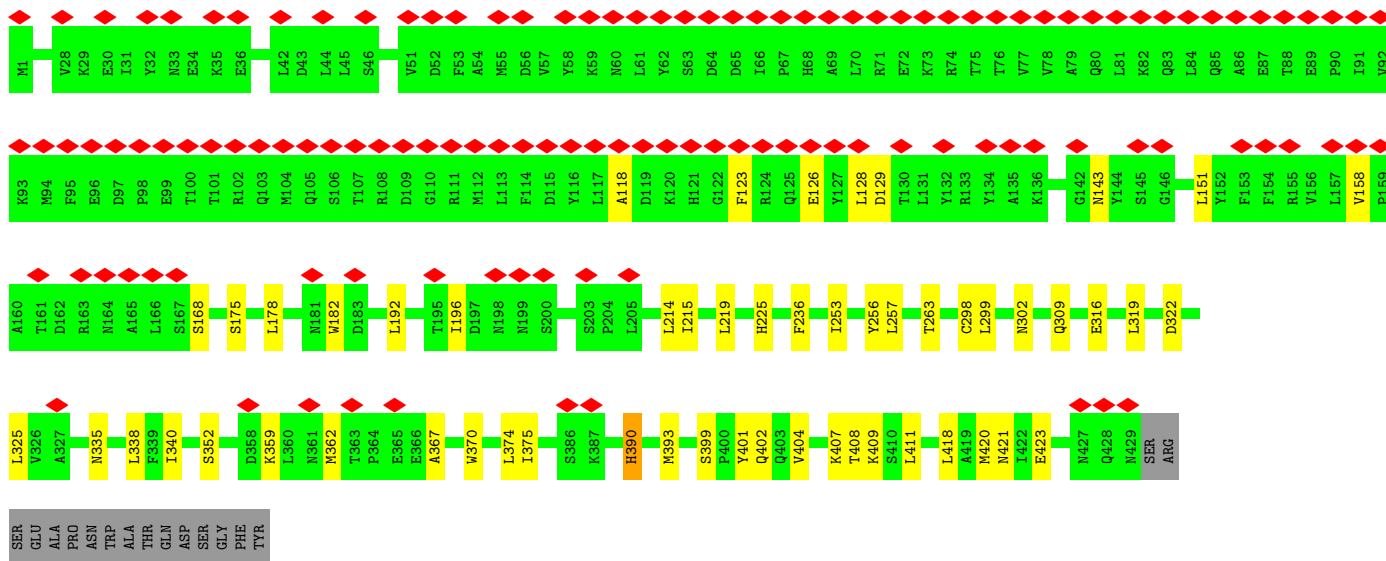 M1 V28 K29 E30 I31 Y32 N33 E34 K35 E36 L42 D43 L44 L45 S46 V51 D52 F53 A54 M55 D56 V57 Y58 K59 N60 L61 Y62 S63 D64 D65 I66 P67 H68 A69 L70 R71 E72 K73 R74 T75 T76 V77 V78 A79 Q80 L81 K82 Q83 L84 Q85 A86 E87 T88 E89 P90 I91 V92
K93 M94 F95 E96 D97 P98 E99 T100 T101 R102 Q103 M104 Q105 S106 T107 R108 D109 G110 R111 M112 L113 F114 D115 Y116 L117 A118 D119 K120 H121 G122 F123 R124 Q125 E126 Y127 L128 D129 T130 L131 Y132 R133 Y134 A135 K136 G142 N143 Y144 S145 G146 L151 Y152 F153 F154 R155 V156 L157 V158 P159
A160 T161 D162 R163 N164 A165 L166 S167 S168 S175 L178 N181 W182 D183 L192 T195 I196 D197 N198 N199 S200 S203 P204 L205 L214 I215 L219 H225 F236 I253 Y256 L257 T263 C298 L299 N302 Q309 E316 L319 D322
L325 V326 A327 N335 L338 F339 I340 S352 D358 K359 L360 N361 M362 T363 P364 E365 E366 A367 W370 L374 I375 S386 K387 H390 M393 S399 P400 Y401 Q402 Q403 V404 K407 T408 K409 S410 L411 L418 A419 M420 N421 I422 E423 N427 Q428 N429 SER ARG
SER GLU ALA PRO ASN TRP ALA THR GLN ASP SER GLY PHE TYR